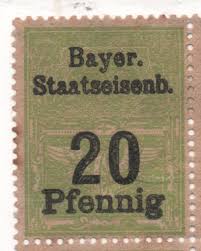 Bayer.
Staatseisenb.
20
Pfennig